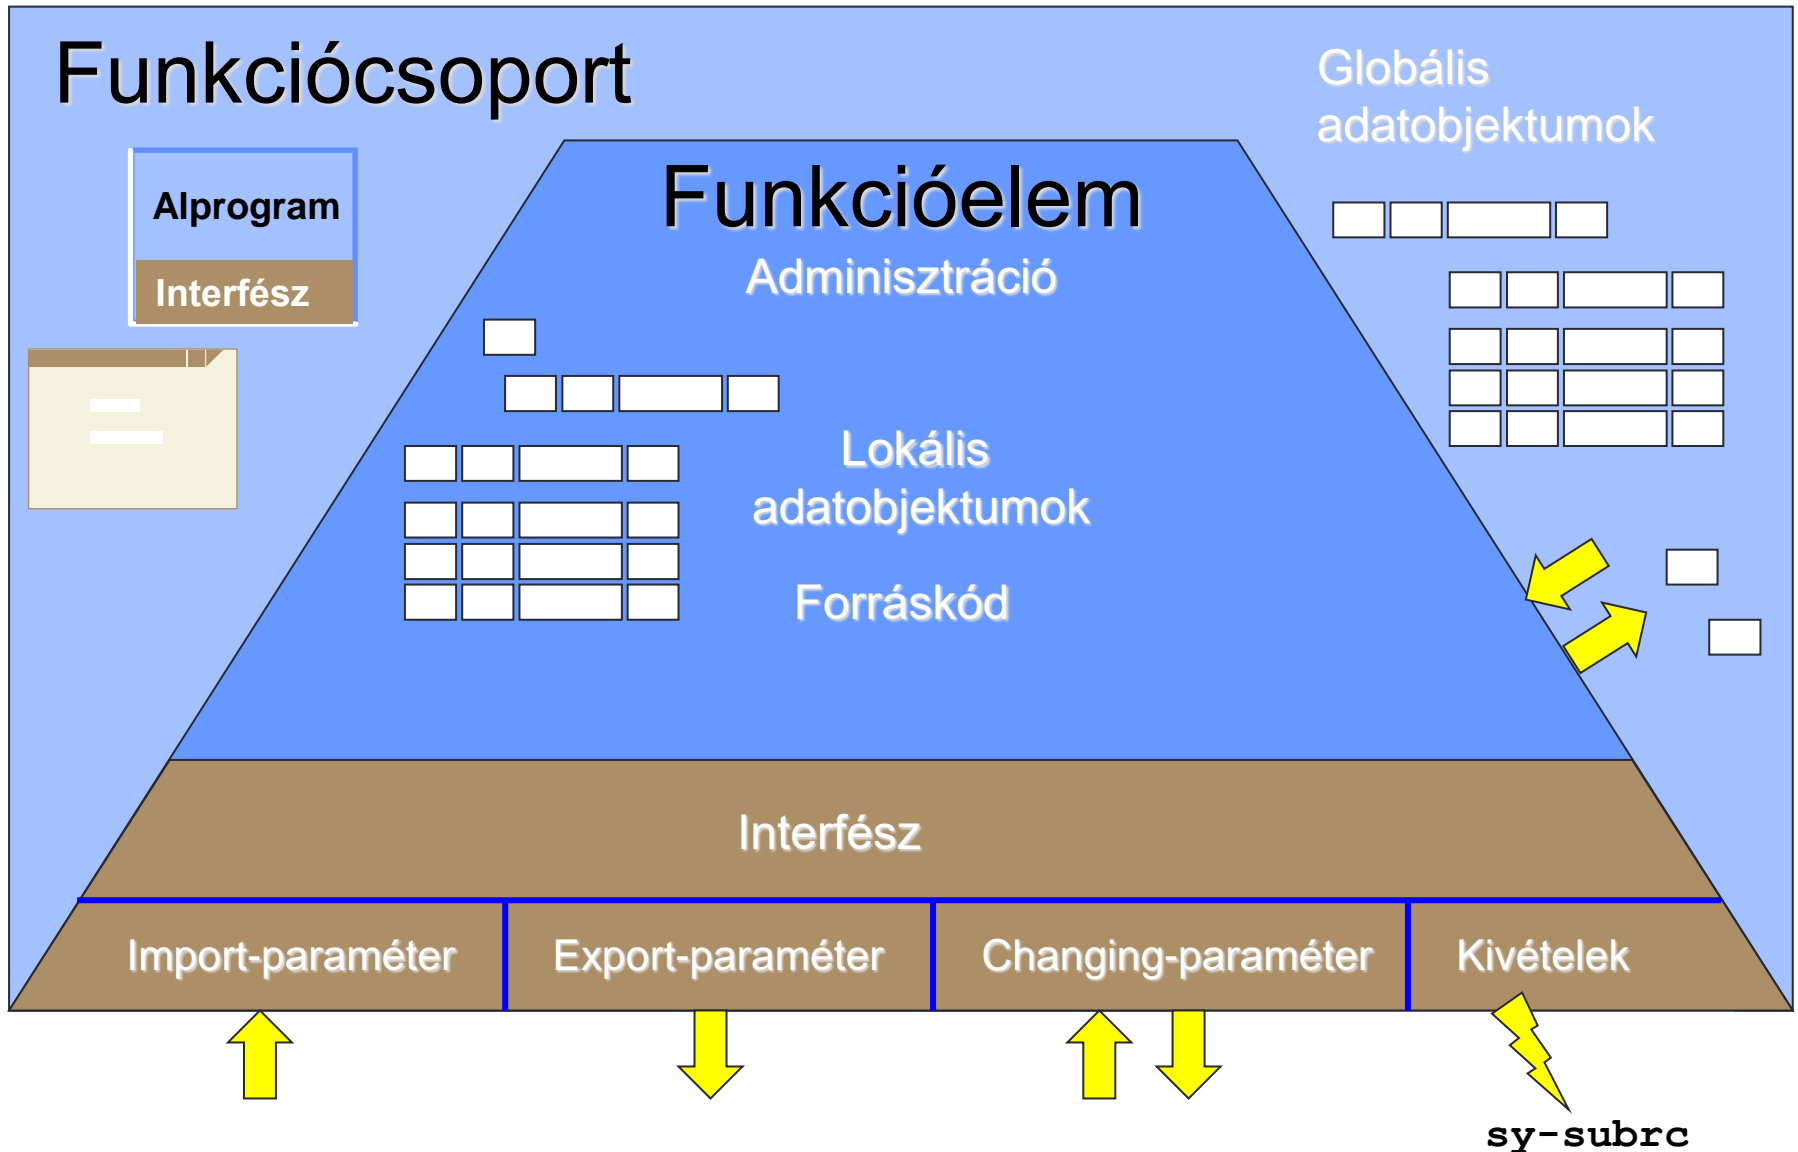 Funkciócsoport
Globális
adatobjektumok
Alprogram
Interfész
Funkcióelem
Adminisztráció
Lokális
adatobjektumok
Forráskód
Interfész
Import-paraméter
Export-paraméter
Changing-paraméter
Kivételek
sy-subrc